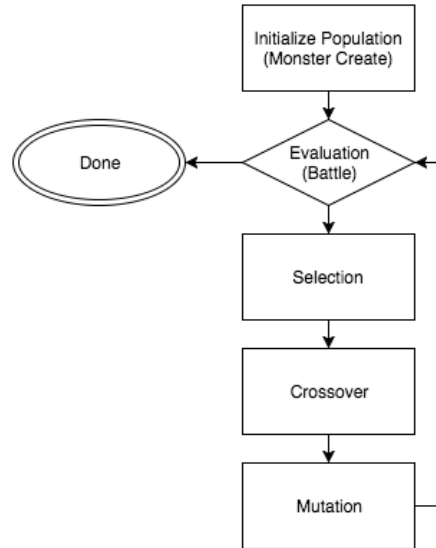 Initialize Population
(Monster Create)
Done
Evaluation
(Battle)
Selection
Crossover
Mutation